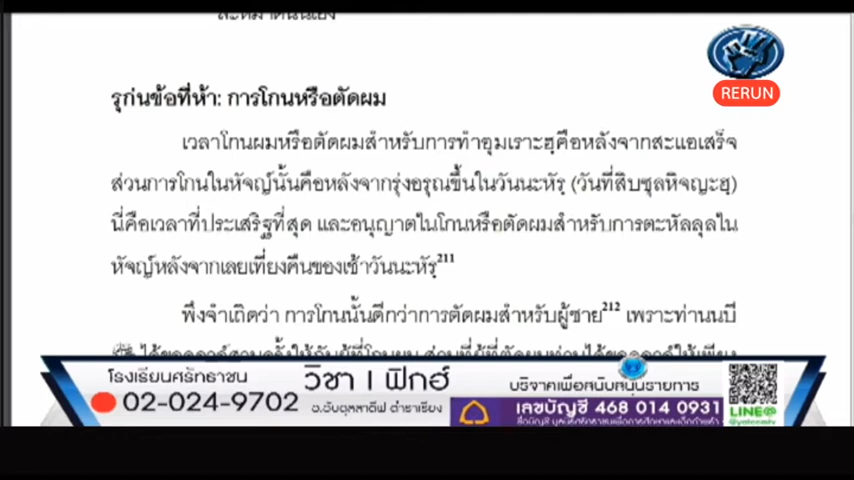 RERUN
รุก่นข้อที่ห้า: การโกนหรือตัดผม
เวลาโกนผมหรือตัดผมสำหรับการทำอุมเราะฮฺคือหลังจากสะแอเสร็จ
ส่วนการโกนในหัจญ์นั้นคือหลังจากรุ่งอรุณขึ้นในวันนะหัรฺ (วันที่สิบซุลหิจญะฮฺ)
นี่คือเวลาที่ประเสริฐที่สุด และอนุญาตในโกนหรือตัดผมสำหรับการตะหัลลุลใน
หัจญ์หลังจากเลยเที่ยงคืนของเช้าวันนะหัรฺ211
พึงจำเถิดว่า การโกนนั้นดีกว่าการตัดผมสำหรับผู้ชาย212 เพราะท่านนบี
โรงเรียนศรัทธาชน
02-024-9702
วิชา I ฟิกฮ์
อ.อับดุลลาตีฟ ดำราเรียง
บริจาคเพื่อสนับสนุนรายการ
เลขบัญชี 468 014 0931
LINE@
@yateemtv